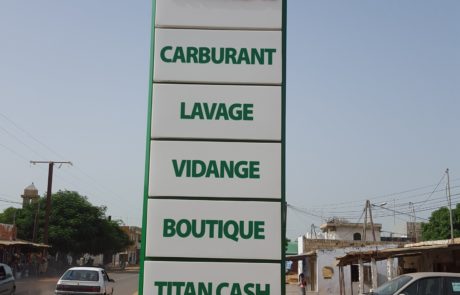 CARBURANT
LAVAGE
VIDANGE
BOUTIQUE
TITAN CASH